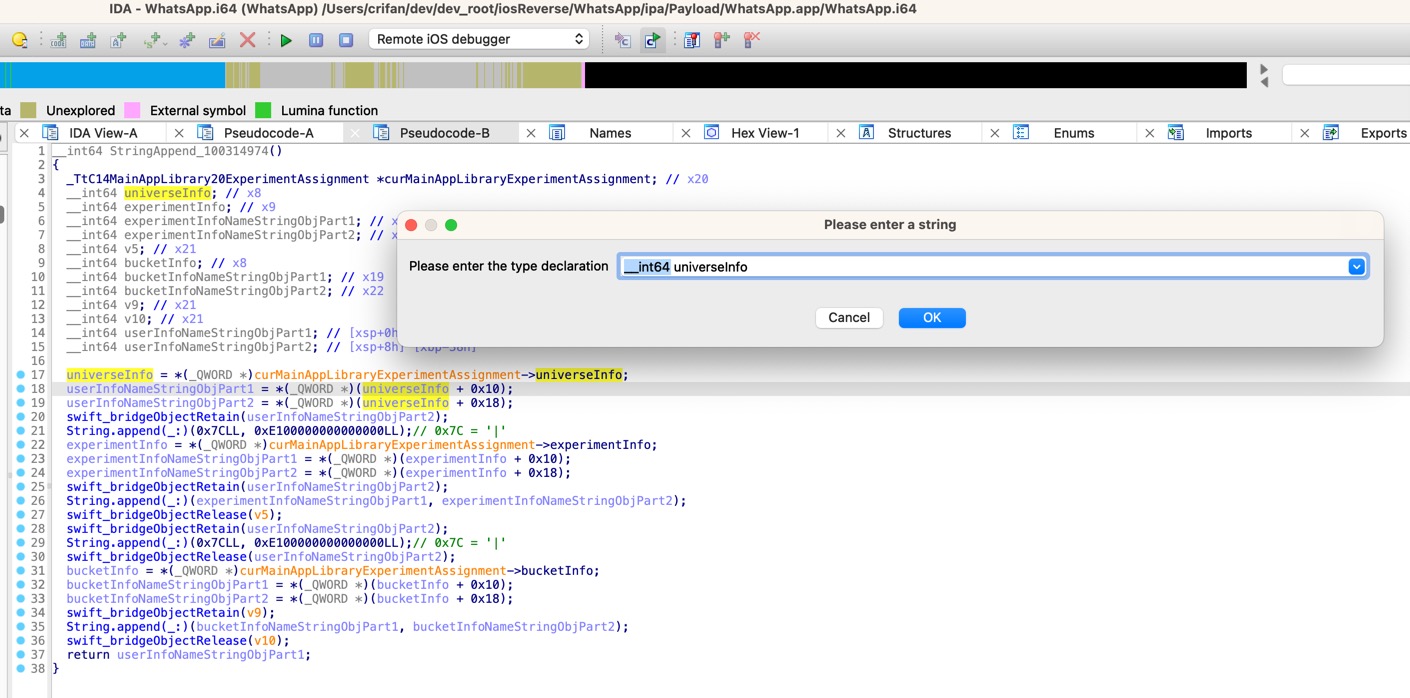 IDA - WhatsApp.i64 (WhatsApp) /Users/crifan/dev/dev_root/iosReverse/WhatsApp/ipa/Payload/WhatsApp.app/WhatsApp.i64
Remote iOS debugger
ta Unexplored External symbol Lumina function
IDA View-A Pseudocode-A Pseudocode-B Names Hex View-1 Structures Enums Imports Exports
1 __int64 StringAppend_100314974()
2 {
3 _TtC14MainAppLibrary20ExperimentAssignment *curMainAppLibraryExperimentAssignment; // x20
4 __int64 universeInfo; // x8
5 __int64 experimentInfo; // x9
6 __int64 experimentInfoNameStringObjPart1; // x
7 __int64 experimentInfoNameStringObjPart2; // x
8 __int64 v5; // x21
9 __int64 bucketInfo; // x8
10 __int64 bucketInfoNameStringObjPart1; // x19
11 __int64 bucketInfoNameStringObjPart2; // x22
12 __int64 v9; // x21
13 __int64 v10; // x21
14 __int64 userInfoNameStringObjPart1; // [xsp+0h
15 __int64 userInfoNameStringObjPart2; // [xsp+8h] [xbp-38h]
16
17 universeInfo = *(_QWORD *)curMainAppLibraryExperimentAssignment->universeInfo;
18 userInfoNameStringObjPart1 = *(_QWORD *)(universeInfo + 0x10);
19 userInfoNameStringObjPart2 = *(_QWORD *)(universeInfo + 0x18);
20 swift_bridgeObjectRetain(userInfoNameStringObjPart2);
21 String.append(_:)(0x7CLL, 0xE100000000000000LL);// 0x7C = '|'
22 experimentInfo = *(_QWORD *)curMainAppLibraryExperimentAssignment->experimentInfo;
23 experimentInfoNameStringObjPart1 = *(_QWORD *)(experimentInfo + 0x10);
24 experimentInfoNameStringObjPart2 = *(_QWORD *)(experimentInfo + 0x18);
25 swift_bridgeObjectRetain(userInfoNameStringObjPart2);
26 String.append(_:)(experimentInfoNameStringObjPart1, experimentInfoNameStringObjPart2);
27 swift_bridgeObjectRelease(v5);
28 swift_bridgeObjectRetain(userInfoNameStringObjPart2);
29 String.append(_:)(0x7CLL, 0xE100000000000000LL);// 0x7C = '|'
30 swift_bridgeObjectRelease(userInfoNameStringObjPart2);
31 bucketInfo = *(_QWORD *)curMainAppLibraryExperimentAssignment->bucketInfo;
32 bucketInfoNameStringObjPart1 = *(_QWORD *)(bucketInfo + 0x10);
33 bucketInfoNameStringObjPart2 = *(_QWORD *)(bucketInfo + 0x18);
34 swift_bridgeObjectRetain(v9);
35 String.append(_:)(bucketInfoNameStringObjPart1, bucketInfoNameStringObjPart2);
36 swift_bridgeObjectRelease(v10);
37 return userInfoNameStringObjPart1;
38 }
Please enter a string
Please enter the type declaration __int64 universeInfo
Cancel OK